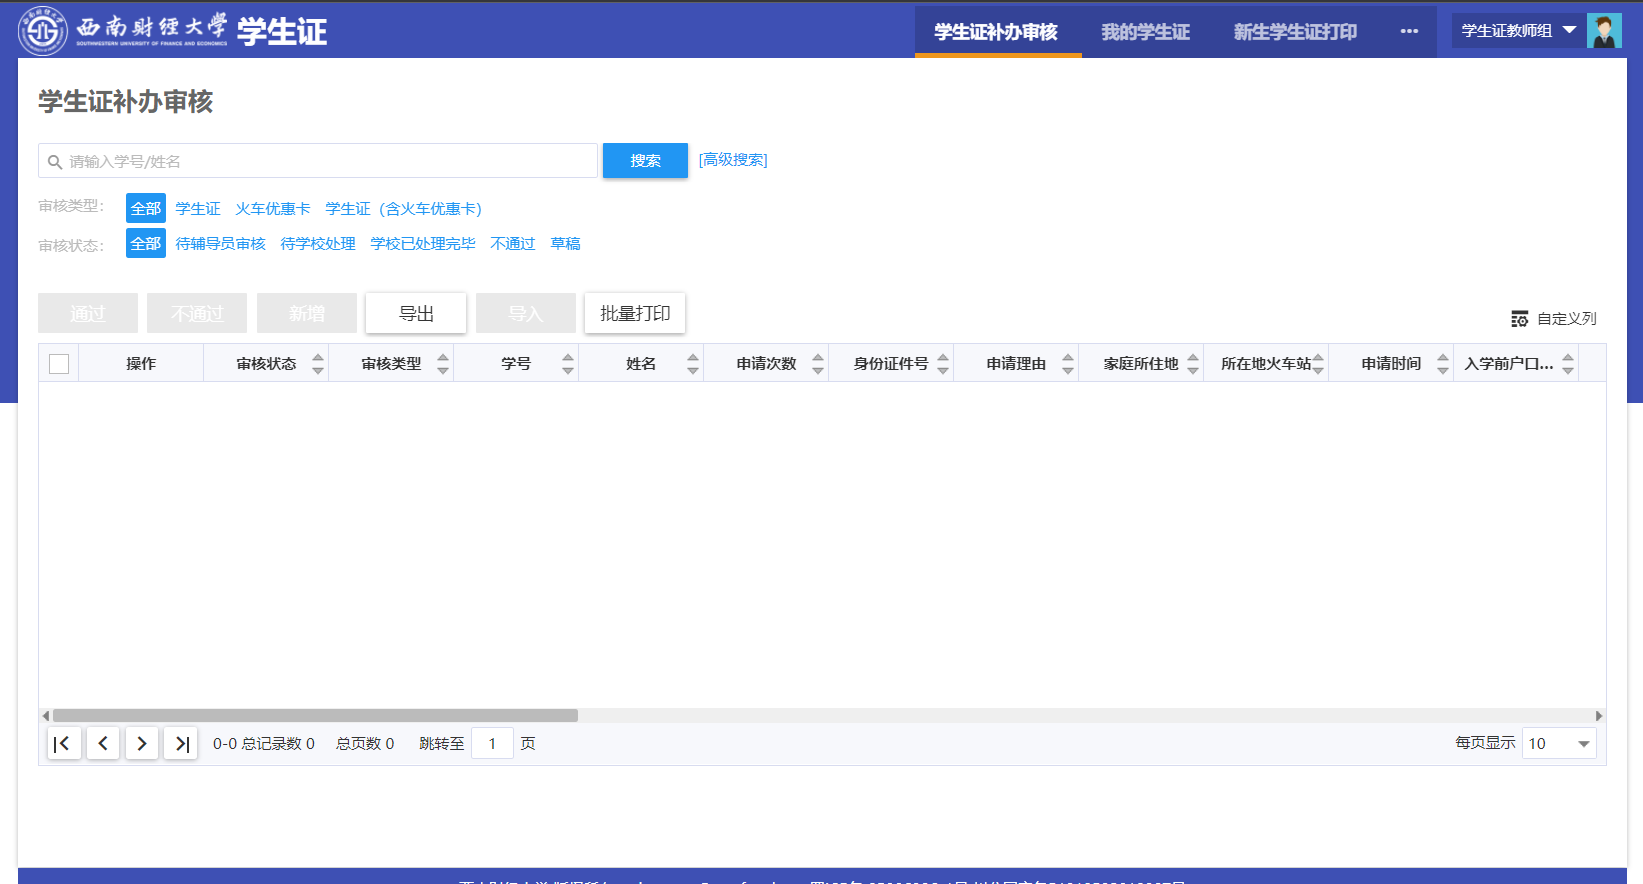 西南财经大学 学生证
SOUTHWESTERN UNIVERSITY OF FINANCE AND ECONOMICS
学生证补办审核 我的学生证 新生学生证打印 ··· 学生证教师组
学生证补办审核
请输入学号/姓名 搜索 [高级搜索]
审核类型: 全部 学生证 火车优惠卡 学生证（含火车优惠卡）
审核状态: 全部 待辅导员审核 待学校处理 学校已处理完毕 不通过 草稿
通过 不通过 新增 导出 导入 批量打印 自定义列
操作 审核状态 审核类型 学号 姓名 申请次数 身份证件号 申请理由 家庭所住地 所在地火车站 申请时间 入学前户口...
0-0 总记录数 0 总页数 0 跳转至 1 页 每页显示 10